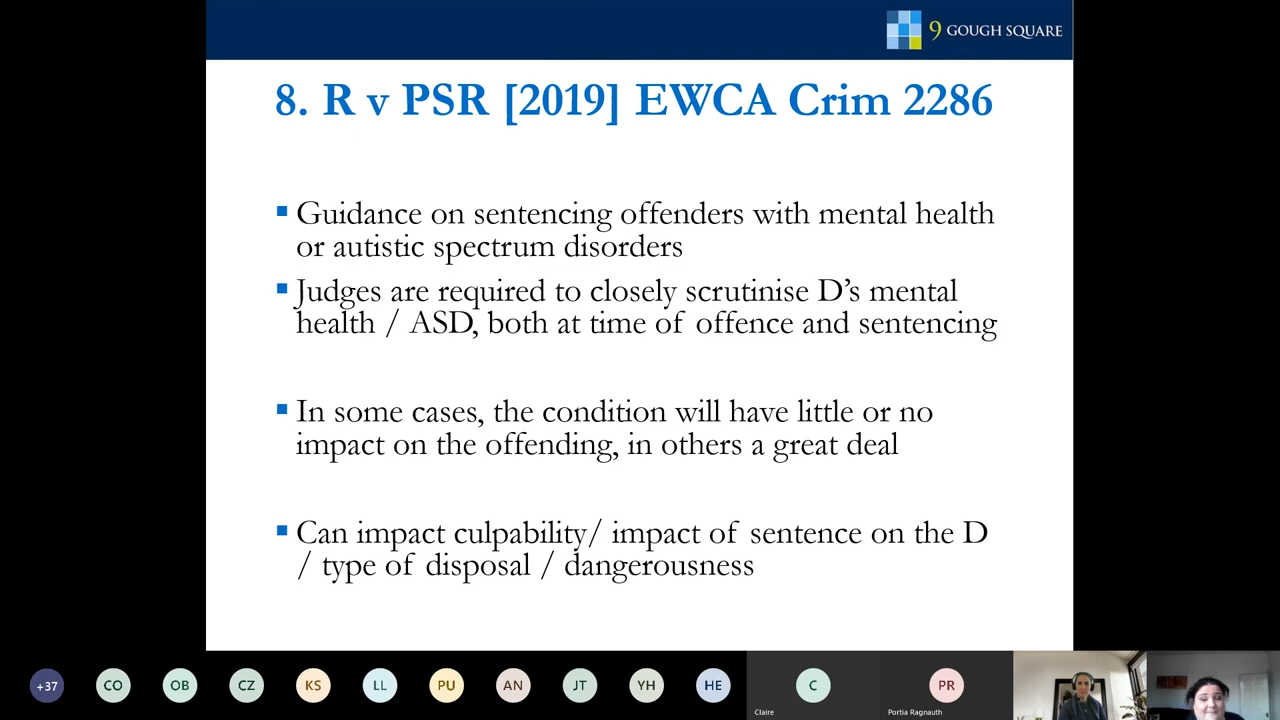 9 GOUGH SQUARE
8. R v PSR [2019] EWCA Crim 2286
▪ Guidance on sentencing offenders with mental health
or autistic spectrum disorders
▪ Judges are required to closely scrutinise D’s mental
health / ASD, both at time of offence and sentencing
▪ In some cases, the condition will have little or no
impact on the offending, in others a great deal
▪ Can impact culpability/ impact of sentence on the D
/ type of disposal / dangerousness
+37 CO OB CZ KS LL PU AN JT YH HE C PR
Claire Portia Ragnauth